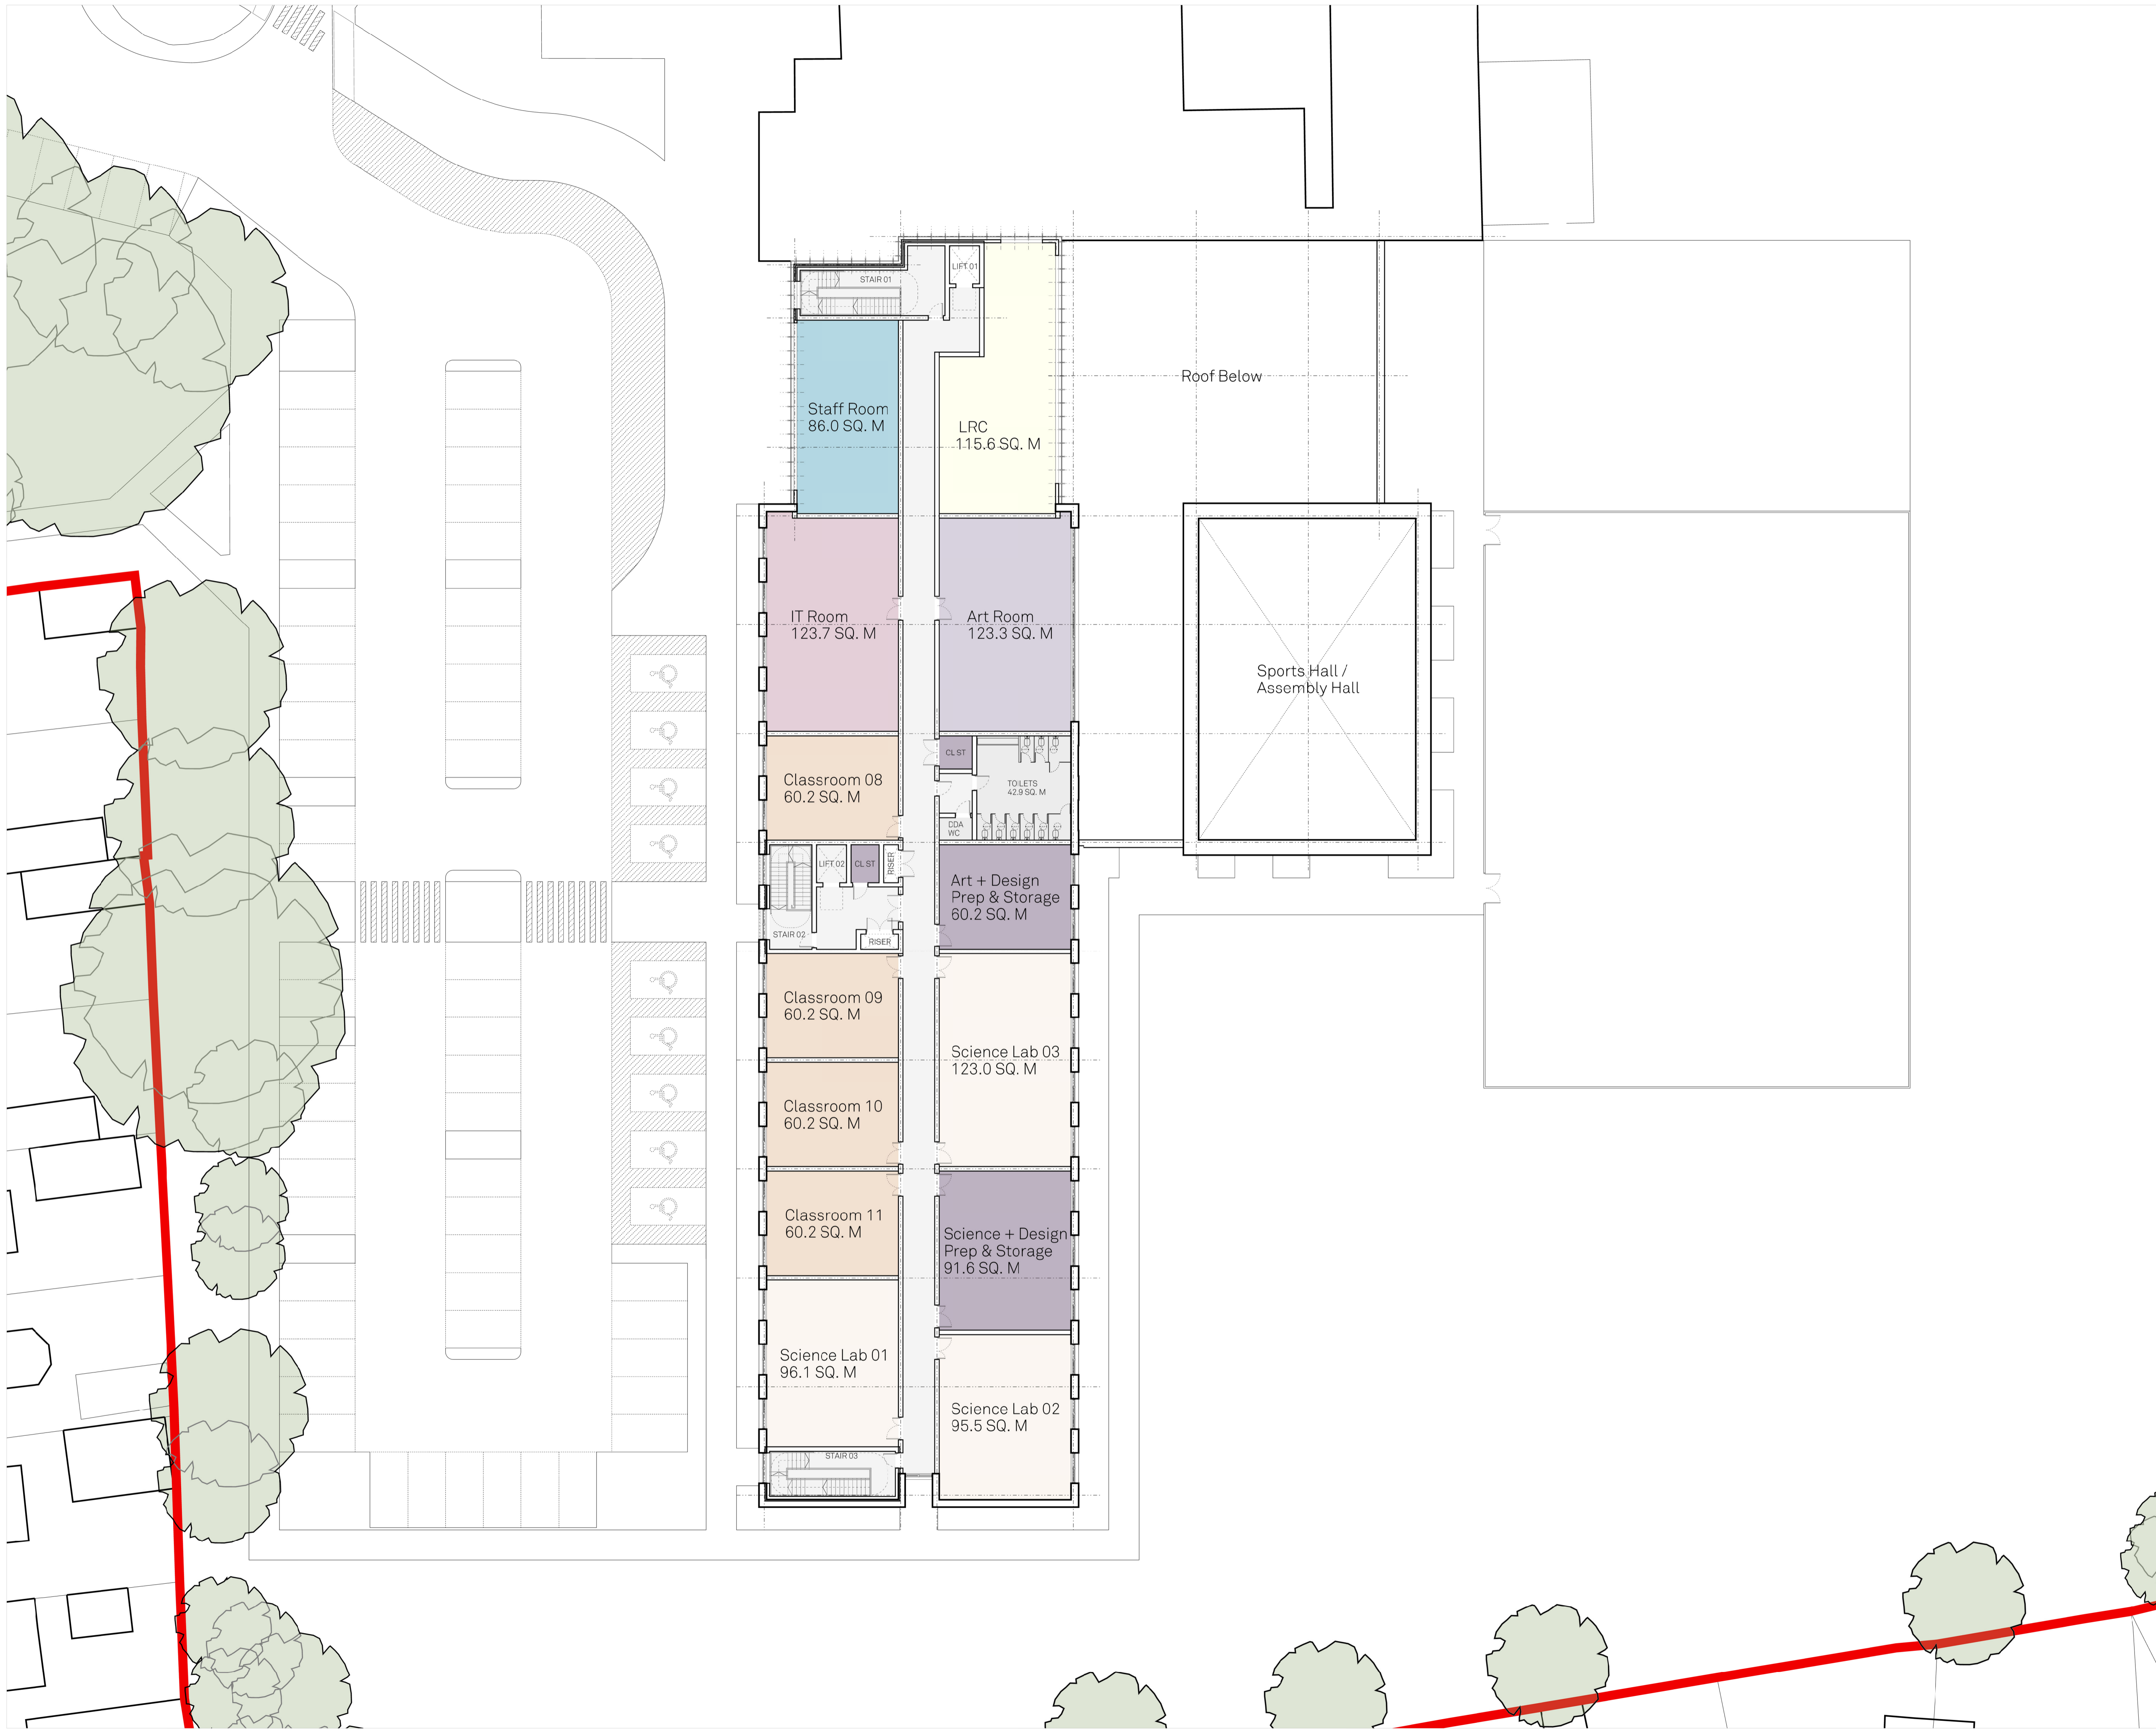 LIFT 01
STAIR 01
Roof Below
Staff Room
86.0 SQ. M
LRC
115.6 SQ. M
IT Room
123.7 SQ. M
Art Room
123.3 SQ. M
Sports Hall /
Assembly Hall
CL ST
Classroom 08
60.2 SQ. M
TOILETS
42.9 SQ. M
DDA
WC
LIFT 02
CL ST
RISER
Art + Design
Prep & Storage
60.2 SQ. M
STAIR 02
RISER
Classroom 09
60.2 SQ. M
Science Lab 03
123.0 SQ. M
Classroom 10
60.2 SQ. M
Classroom 11
60.2 SQ. M
Science + Design
Prep & Storage
91.6 SQ. M
Science Lab 01
96.1 SQ. M
Science Lab 02
95.5 SQ. M
STAIR 03